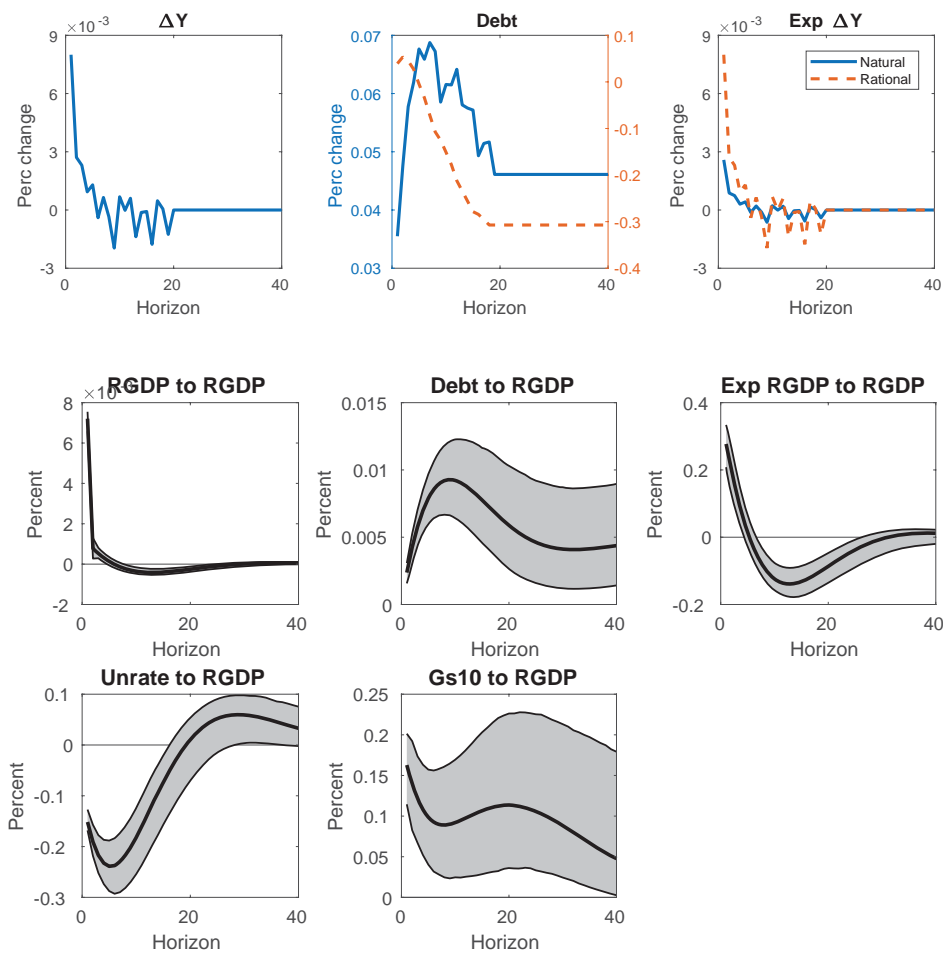 ×10⁻³ ΔY
9
6
3
0
-3
Perc change
0 20 40
Horizon
Debt
0.07
0.06
0.05
0.04
0.03
Perc change
0.1
0
-0.1
-0.2
-0.3
-0.4
0 20 40
Horizon
×10⁻³ Exp ΔY
9
6
3
0
-3
Perc change
Natural
Rational
0 20 40
Horizon
×10⁻³ RGDP to RGDP
8
6
4
2
0
-2
Percent
0 20 40
Horizon
Debt to RGDP
0.015
0.01
0.005
0
Percent
0 20 40
Horizon
Exp RGDP to RGDP
0.4
0.2
0
-0.2
Percent
0 20 40
Horizon
Unrate to RGDP
0.1
0
-0.1
-0.2
-0.3
Percent
0 20 40
Horizon
Gs10 to RGDP
0.25
0.2
0.15
0.1
0.05
0
Percent
0 20 40
Horizon